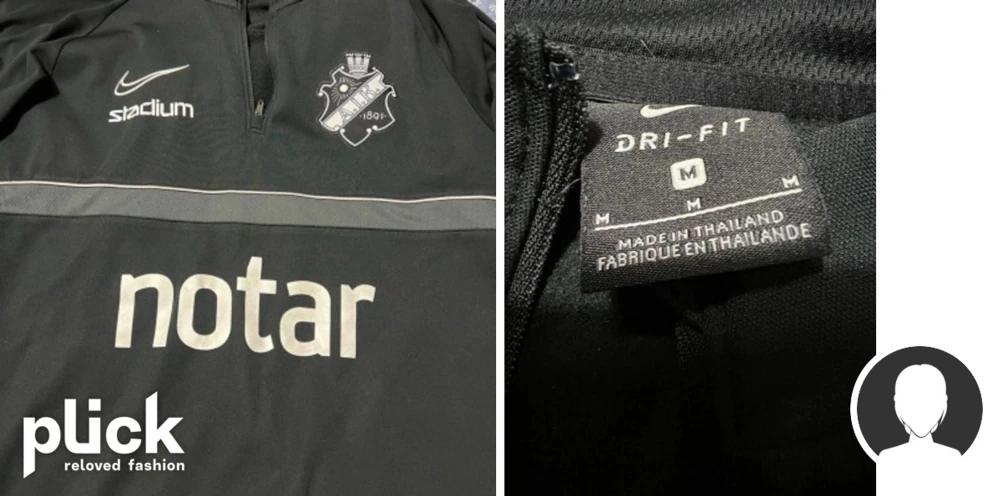 stadium
AIK
·1891·
notar
plick
reloved fashion
DRI-FIT
M
M M M
MADE IN THAILAND
FABRIQUE EN THAILANDE